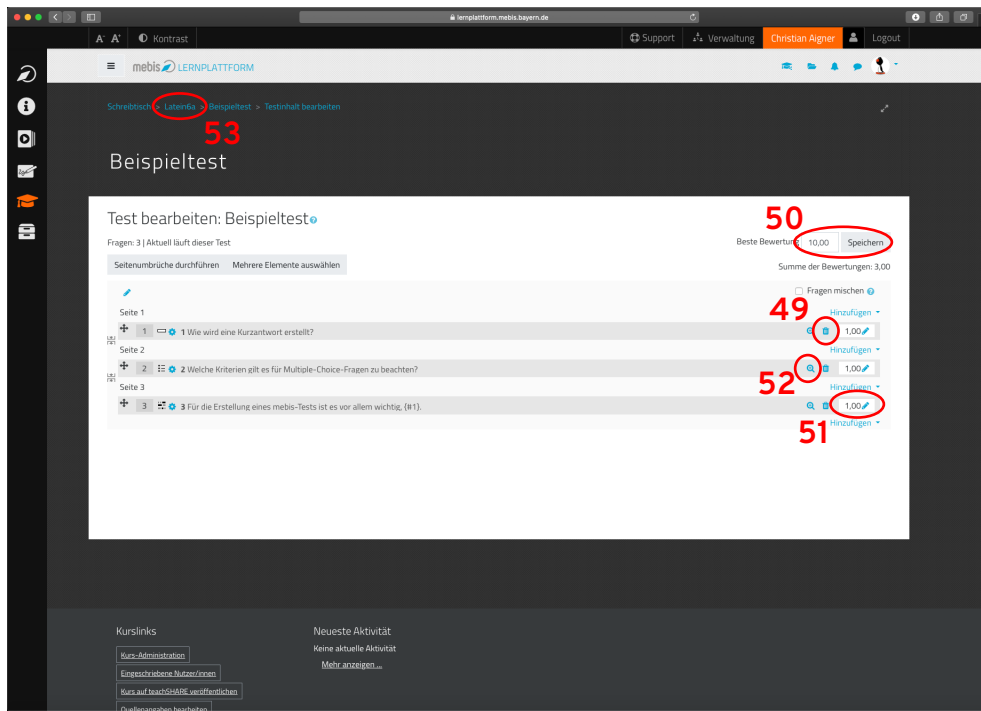 lernplattform.mebis.bayern.de
A- A+ Kontrast Support Verwaltung Christian Aigner Logout
mebis LERNPLATTFORM
Schreibtisch > Latein6a > Beispieltest > Testinhalt bearbeiten
53
Beispieltest
Test bearbeiten: Beispieltest
50
Fragen: 3 | Aktuell läuft dieser Test Beste Bewertung 10,00 Speichern
Seitenumbrüche durchführen Mehrere Elemente auswählen Summe der Bewertungen: 3,00
Fragen mischen
49
Seite 1 Hinzufügen
1 1 Wie wird eine Kurzantwort erstellt? 1,00
Seite 2 Hinzufügen
2 2 Welche Kriterien gilt es für Multiple-Choice-Fragen zu beachten? 1,00
52
Seite 3 Hinzufügen
3 3 Für die Erstellung eines mebis-Tests ist es vor allem wichtig, {#1}. 1,00
51
Hinzufügen
Kurslinks Neueste Aktivität
Keine aktuelle Aktivität
Kurs-Administration Mehr anzeigen ...
Eingeschriebene Nutzer/innen
Kurs auf teachSHARE veröffentlichen
Quellenangaben bearbeiten